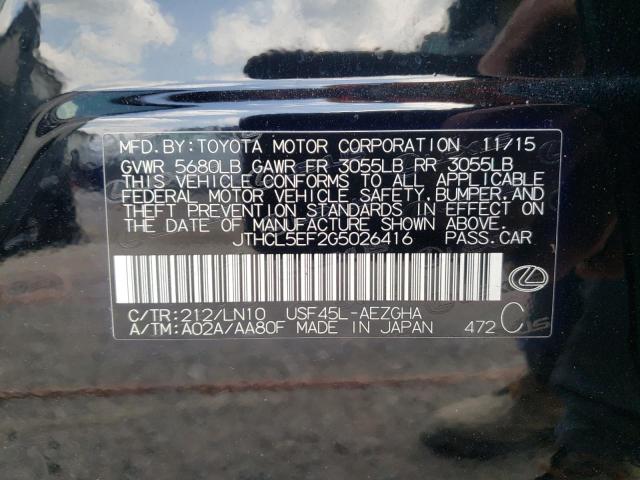 MFD. BY: TOYOTA MOTOR CORPORATION 11/15
GVWR 5680LB GAWR FR 3055LB RR 3055LB
THIS VEHICLE CONFORMS TO ALL APPLICABLE
FEDERAL MOTOR VEHICLE SAFETY, BUMPER, AND
THEFT PREVENTION STANDARDS IN EFFECT ON
THE DATE OF MANUFACTURE SHOWN ABOVE.
JTHCL5EF2G5026416 PASS. CAR
C/TR: 212/LN10 USF45L-AEZGHA
A/TM: A02A/AA80F MADE IN JAPAN 472 C